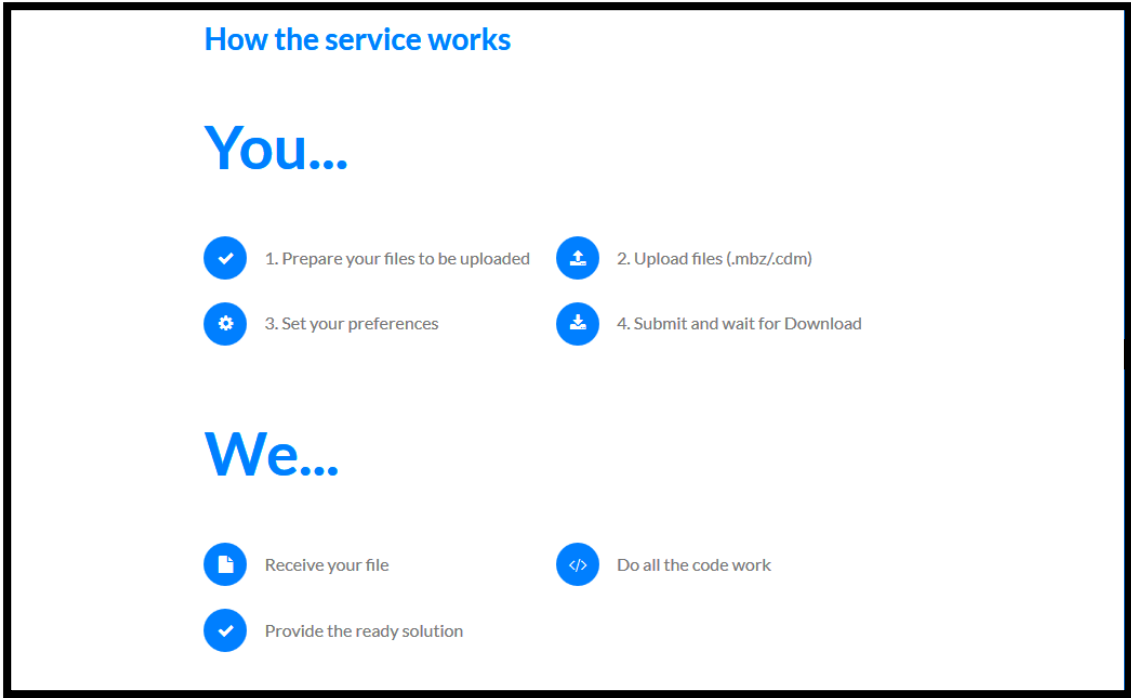 How the service works
You...
1. Prepare your files to be uploaded
2. Upload files (.mbz/.cdm)
3. Set your preferences
4. Submit and wait for Download
We...
Receive your file
</> Do all the code work
Provide the ready solution